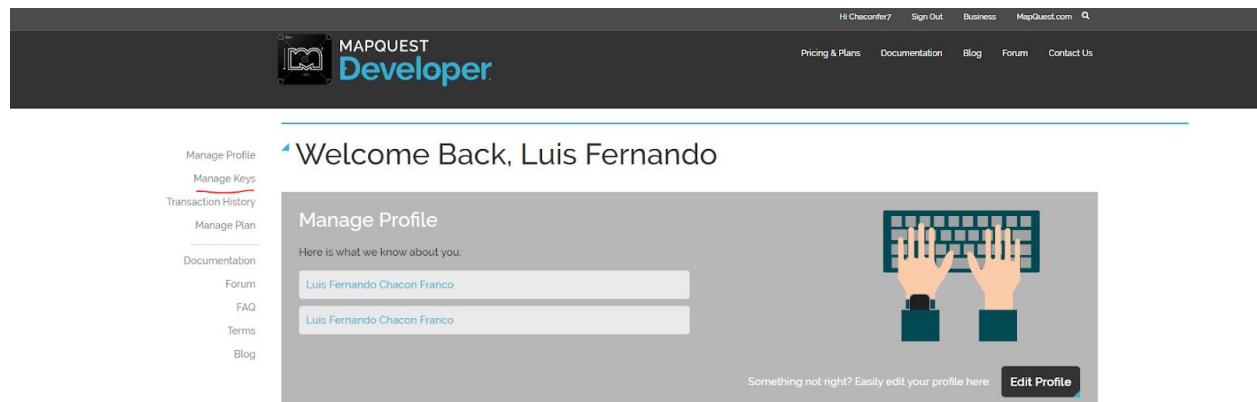 Hi Chaconfer7 Sign Out Business MapQuest.com
MAPQUEST
Developer
Pricing & Plans Documentation Blog Forum Contact Us
Manage Profile
Manage Keys
Transaction History
Manage Plan
Documentation
Forum
FAQ
Terms
Blog
Welcome Back, Luis Fernando
Manage Profile
Here is what we know about you:
Luis Fernando Chacon Franco
Luis Fernando Chacon Franco
Something not right? Easily edit your profile here. Edit Profile